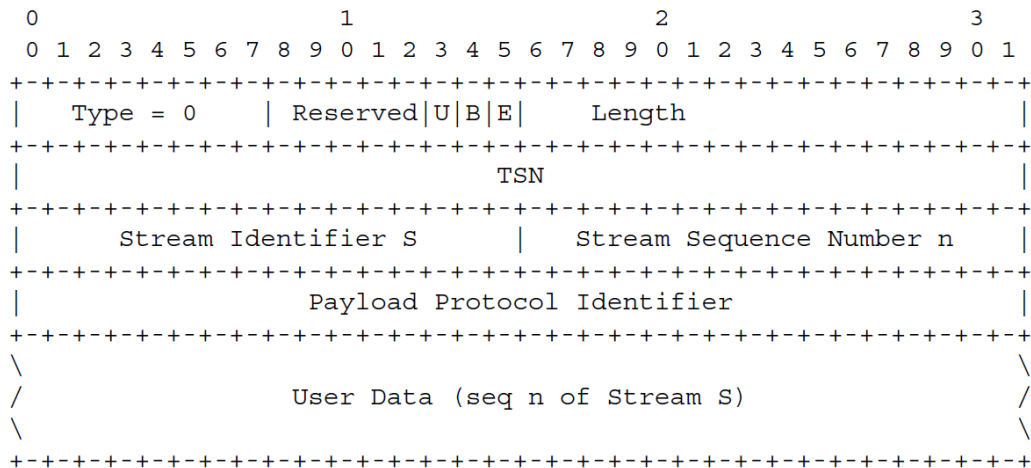 0                   1                   2                   3
 0 1 2 3 4 5 6 7 8 9 0 1 2 3 4 5 6 7 8 9 0 1 2 3 4 5 6 7 8 9 0 1
+-+-+-+-+-+-+-+-+-+-+-+-+-+-+-+-+-+-+-+-+-+-+-+-+-+-+-+-+-+-+-+-+
|   Type = 0    | Reserved|U|B|E|    Length                     |
+-+-+-+-+-+-+-+-+-+-+-+-+-+-+-+-+-+-+-+-+-+-+-+-+-+-+-+-+-+-+-+-+
|                              TSN                              |
+-+-+-+-+-+-+-+-+-+-+-+-+-+-+-+-+-+-+-+-+-+-+-+-+-+-+-+-+-+-+-+-+
|      Stream Identifier S      |   Stream Sequence Number n    |
+-+-+-+-+-+-+-+-+-+-+-+-+-+-+-+-+-+-+-+-+-+-+-+-+-+-+-+-+-+-+-+-+
|                  Payload Protocol Identifier                  |
+-+-+-+-+-+-+-+-+-+-+-+-+-+-+-+-+-+-+-+-+-+-+-+-+-+-+-+-+-+-+-+-+
\                                                               \
/                 User Data (seq n of Stream S)                 /
\                                                               \
+-+-+-+-+-+-+-+-+-+-+-+-+-+-+-+-+-+-+-+-+-+-+-+-+-+-+-+-+-+-+-+-+